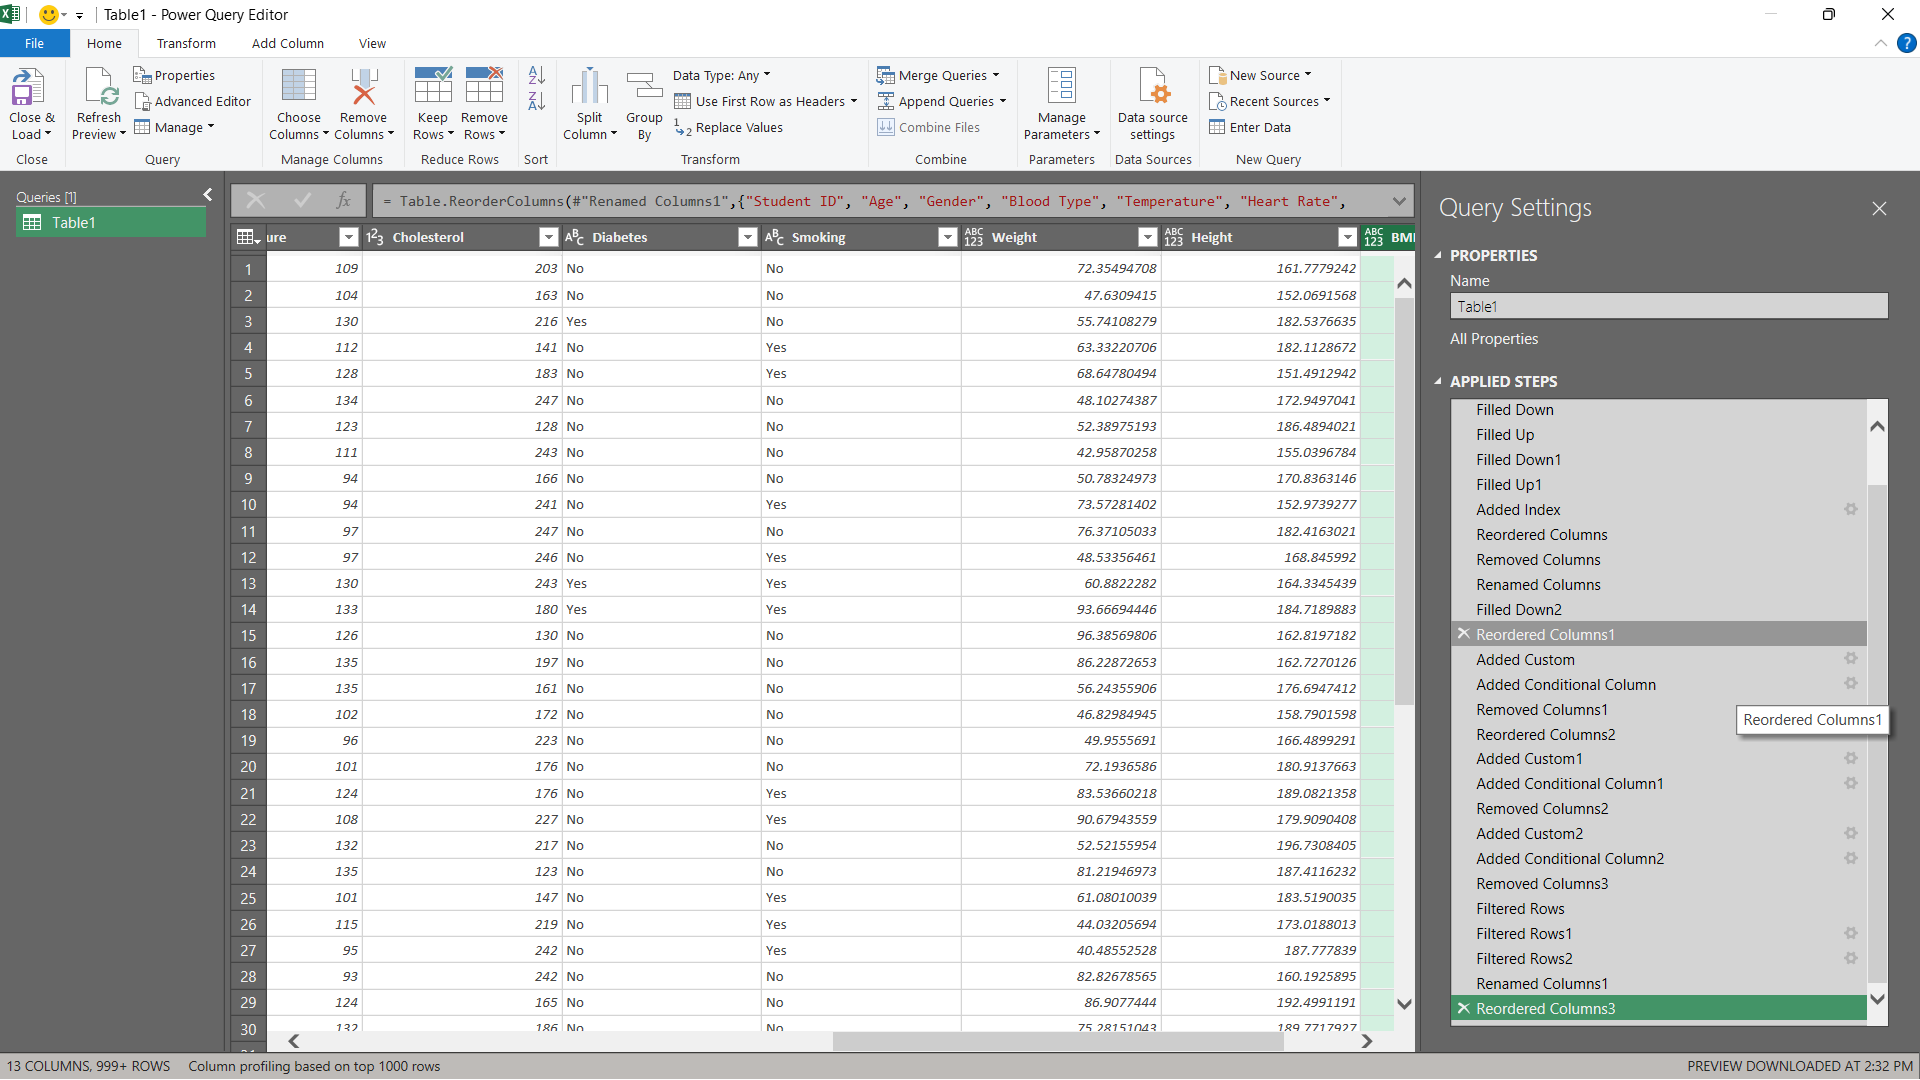 Table1 - Power Query Editor
File
Home
Transform
Add Column
View
Close &
Load
Close
Refresh
Preview
Properties
Advanced Editor
Manage
Query
Choose
Columns
Remove
Columns
Manage Columns
Keep
Rows
Remove
Rows
Reduce Rows
A
Z
Z
A
Sort
Split
Column
Group
By
Data Type: Any
Use First Row as Headers
1
2
Replace Values
Transform
Merge Queries
Append Queries
Combine Files
Combine
Manage
Parameters
Parameters
Data source
settings
Data Sources
New Source
Recent Sources
Enter Data
New Query
?
Queries [1]
Table1
fx
= Table.ReorderColumns(#"Renamed Columns1",{"Student ID", "Age", "Gender", "Blood Type", "Temperature", "Heart Rate",
ure 123 Cholesterol ABC Diabetes ABC Smoking ABC 123 Weight ABC 123 Height ABC 123 BMI
1 109 203 No No 72.35494708 161.7779242
2 104 163 No No 47.6309415 152.0691568
3 130 216 Yes No 55.74108279 182.5376635
4 112 141 No Yes 63.33220706 182.1128672
5 128 183 No Yes 68.64780494 151.4912942
6 134 247 No No 48.10274387 172.9497041
7 123 128 No No 52.38975193 186.4894021
8 111 243 No No 42.95870258 155.0396784
9 94 166 No No 50.78324973 170.8363146
10 94 241 No Yes 73.57281402 152.9739277
11 97 247 No No 76.37105033 182.4163021
12 97 246 No Yes 48.53356461 168.845992
13 130 243 Yes Yes 60.8822282 164.3345439
14 133 180 Yes Yes 93.66694446 184.7189883
15 126 130 No No 96.38569806 162.8197182
16 135 197 No No 86.22872653 162.7270126
17 135 161 No No 56.24355906 176.6947412
18 102 172 No No 46.82984945 158.7901598
19 96 223 No No 49.9555691 166.4899291
20 101 176 No No 72.1936586 180.9137663
21 124 176 No Yes 83.53660218 189.0821358
22 108 227 No Yes 90.67943559 179.9090408
23 132 217 No No 52.52155954 196.7308405
24 135 123 No No 81.21946973 187.4116232
25 101 147 No Yes 61.08010039 183.5190035
26 115 219 No Yes 44.03205694 173.0188013
27 95 242 No Yes 40.48552528 187.777839
28 93 242 No No 82.82678565 160.1925895
29 124 165 No No 86.9077444 192.4991191
30 132 186 No No 75.28151043 189.7717927
Query Settings
PROPERTIES
Name
Table1
All Properties
APPLIED STEPS
Filled Down
Filled Up
Filled Down1
Filled Up1
Added Index
Reordered Columns
Removed Columns
Renamed Columns
Filled Down2
Reordered Columns1
Added Custom
Added Conditional Column
Removed Columns1
Reordered Columns1
Reordered Columns2
Added Custom1
Added Conditional Column1
Removed Columns2
Added Custom2
Added Conditional Column2
Removed Columns3
Filtered Rows
Filtered Rows1
Filtered Rows2
Renamed Columns1
Reordered Columns3
13 COLUMNS, 999+ ROWS
Column profiling based on top 1000 rows
PREVIEW DOWNLOADED AT 2:32 PM